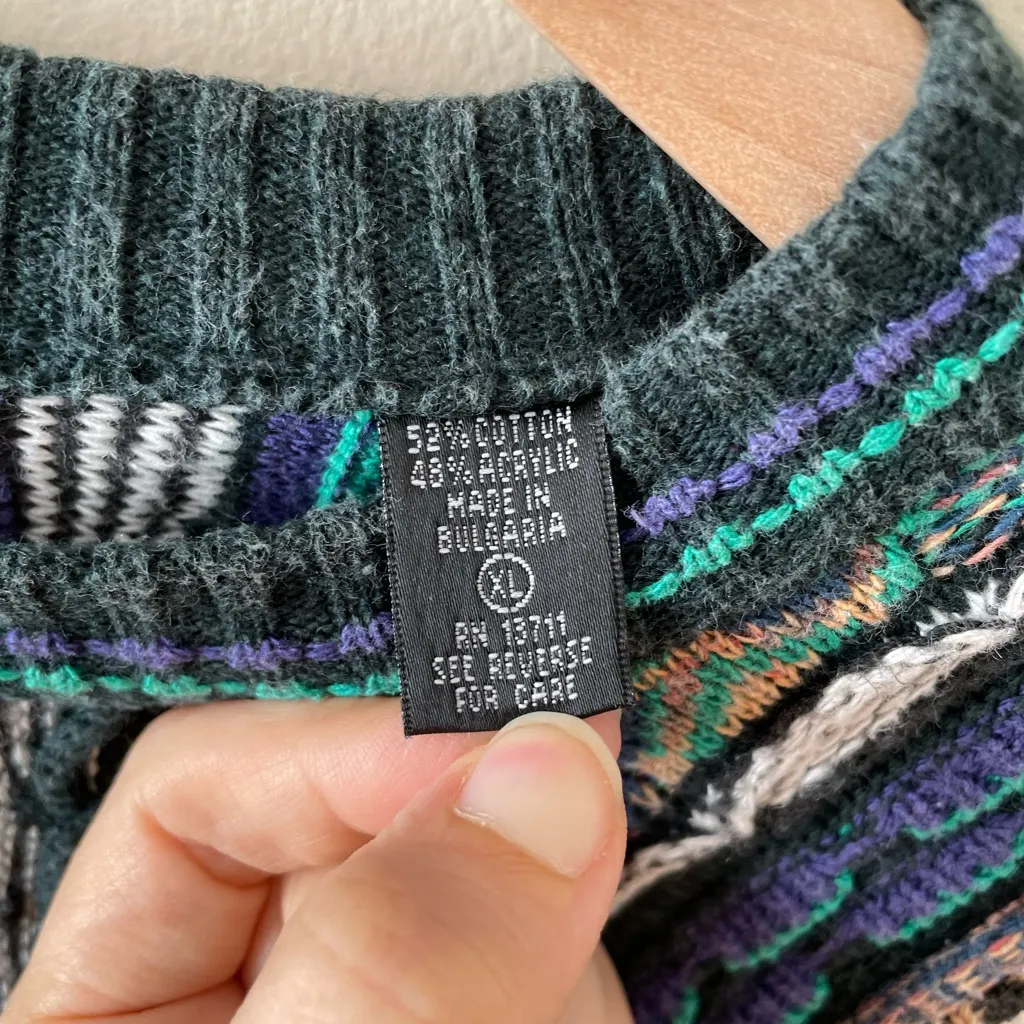 52% COTTON
48% ACRYLIC
MADE IN
BULGARIA
XL
RN 13711
SEE REVERSE
FOR CARE